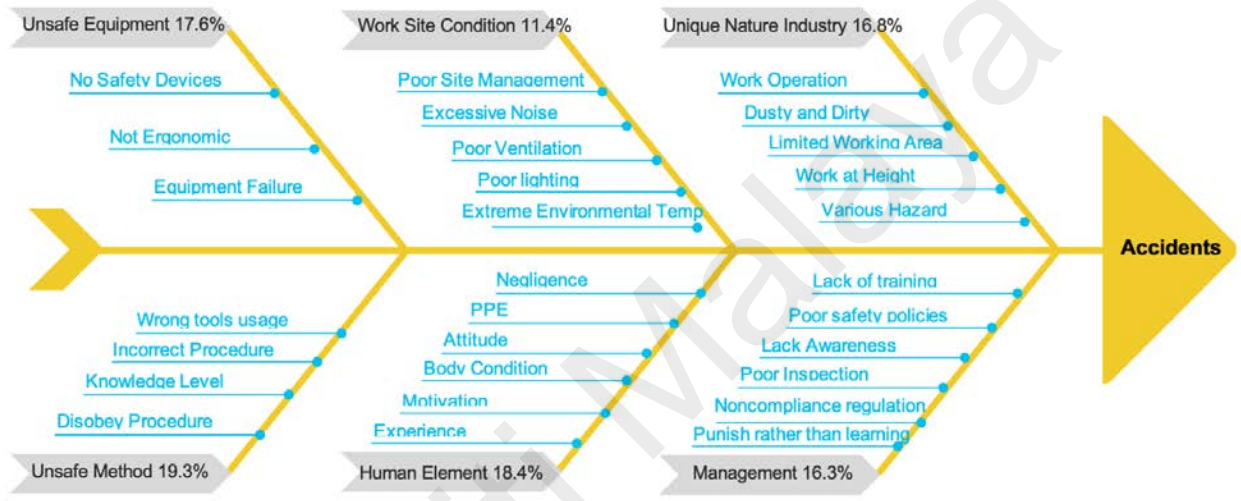 Unsafe Equipment 17.6%
No Safety Devices
Not Ergonomic
Equipment Failure
Work Site Condition 11.4%
Poor Site Management
Excessive Noise
Poor Ventilation
Poor lighting
Extreme Environmental Temp
Unique Nature Industry 16.8%
Work Operation
Dusty and Dirty
Limited Working Area
Work at Height
Various Hazard
Accidents
Wrong tools usage
Incorrect Procedure
Knowledge Level
Disobey Procedure
Unsafe Method 19.3%
Negligence
PPE
Attitude
Body Condition
Motivation
Experience
Human Element 18.4%
Lack of training
Poor safety policies
Lack Awareness
Poor Inspection
Noncompliance regulation
Punish rather than learning
Management 16.3%
Malaya